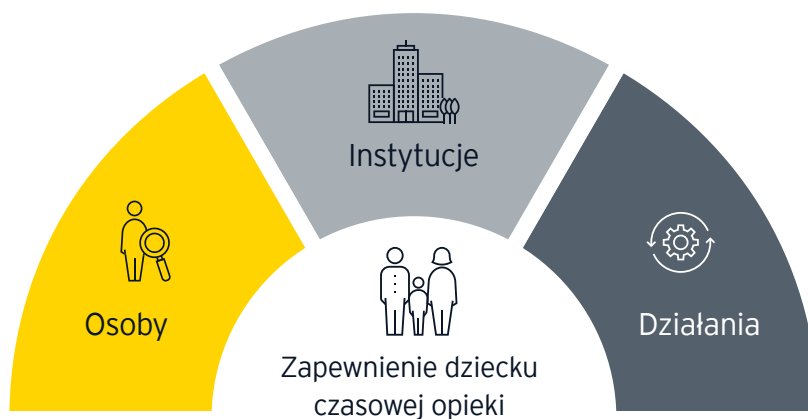 Instytucje
Osoby
Działania
Zapewnienie dziecku
czasowej opieki